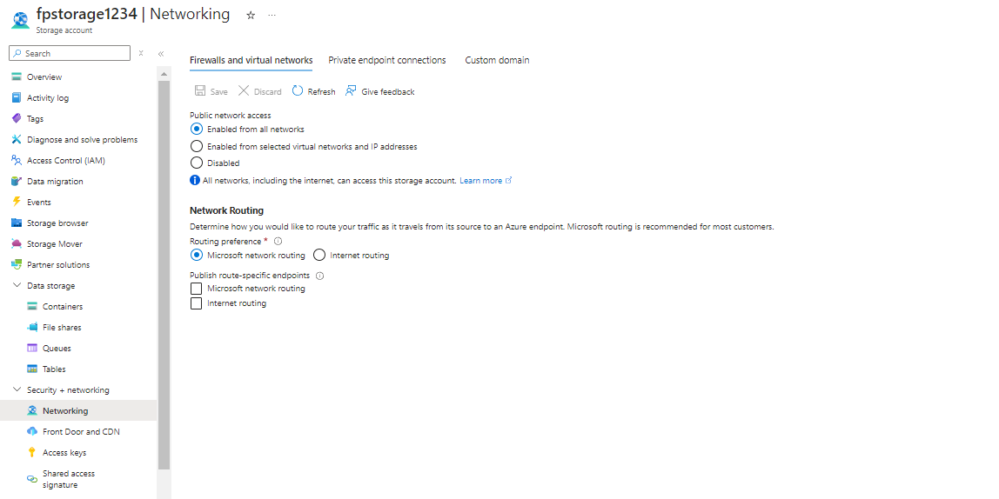 fpstorage1234 | Networking ☆ ...
Storage account
Search
Firewalls and virtual networks Private endpoint connections Custom domain
Save Discard Refresh Give feedback
Public network access
Enabled from all networks
Enabled from selected virtual networks and IP addresses
Disabled
All networks, including the internet, can access this storage account. Learn more
Network Routing
Determine how you would like to route your traffic as it travels from its source to an Azure endpoint. Microsoft routing is recommended for most customers.
Routing preference *
Microsoft network routing Internet routing
Publish route-specific endpoints
Microsoft network routing
Internet routing
Overview
Activity log
Tags
Diagnose and solve problems
Access Control (IAM)
Data migration
Events
Storage browser
Storage Mover
Partner solutions
Data storage
Containers
File shares
Queues
Tables
Security + networking
Networking
Front Door and CDN
Access keys
Shared access
signature